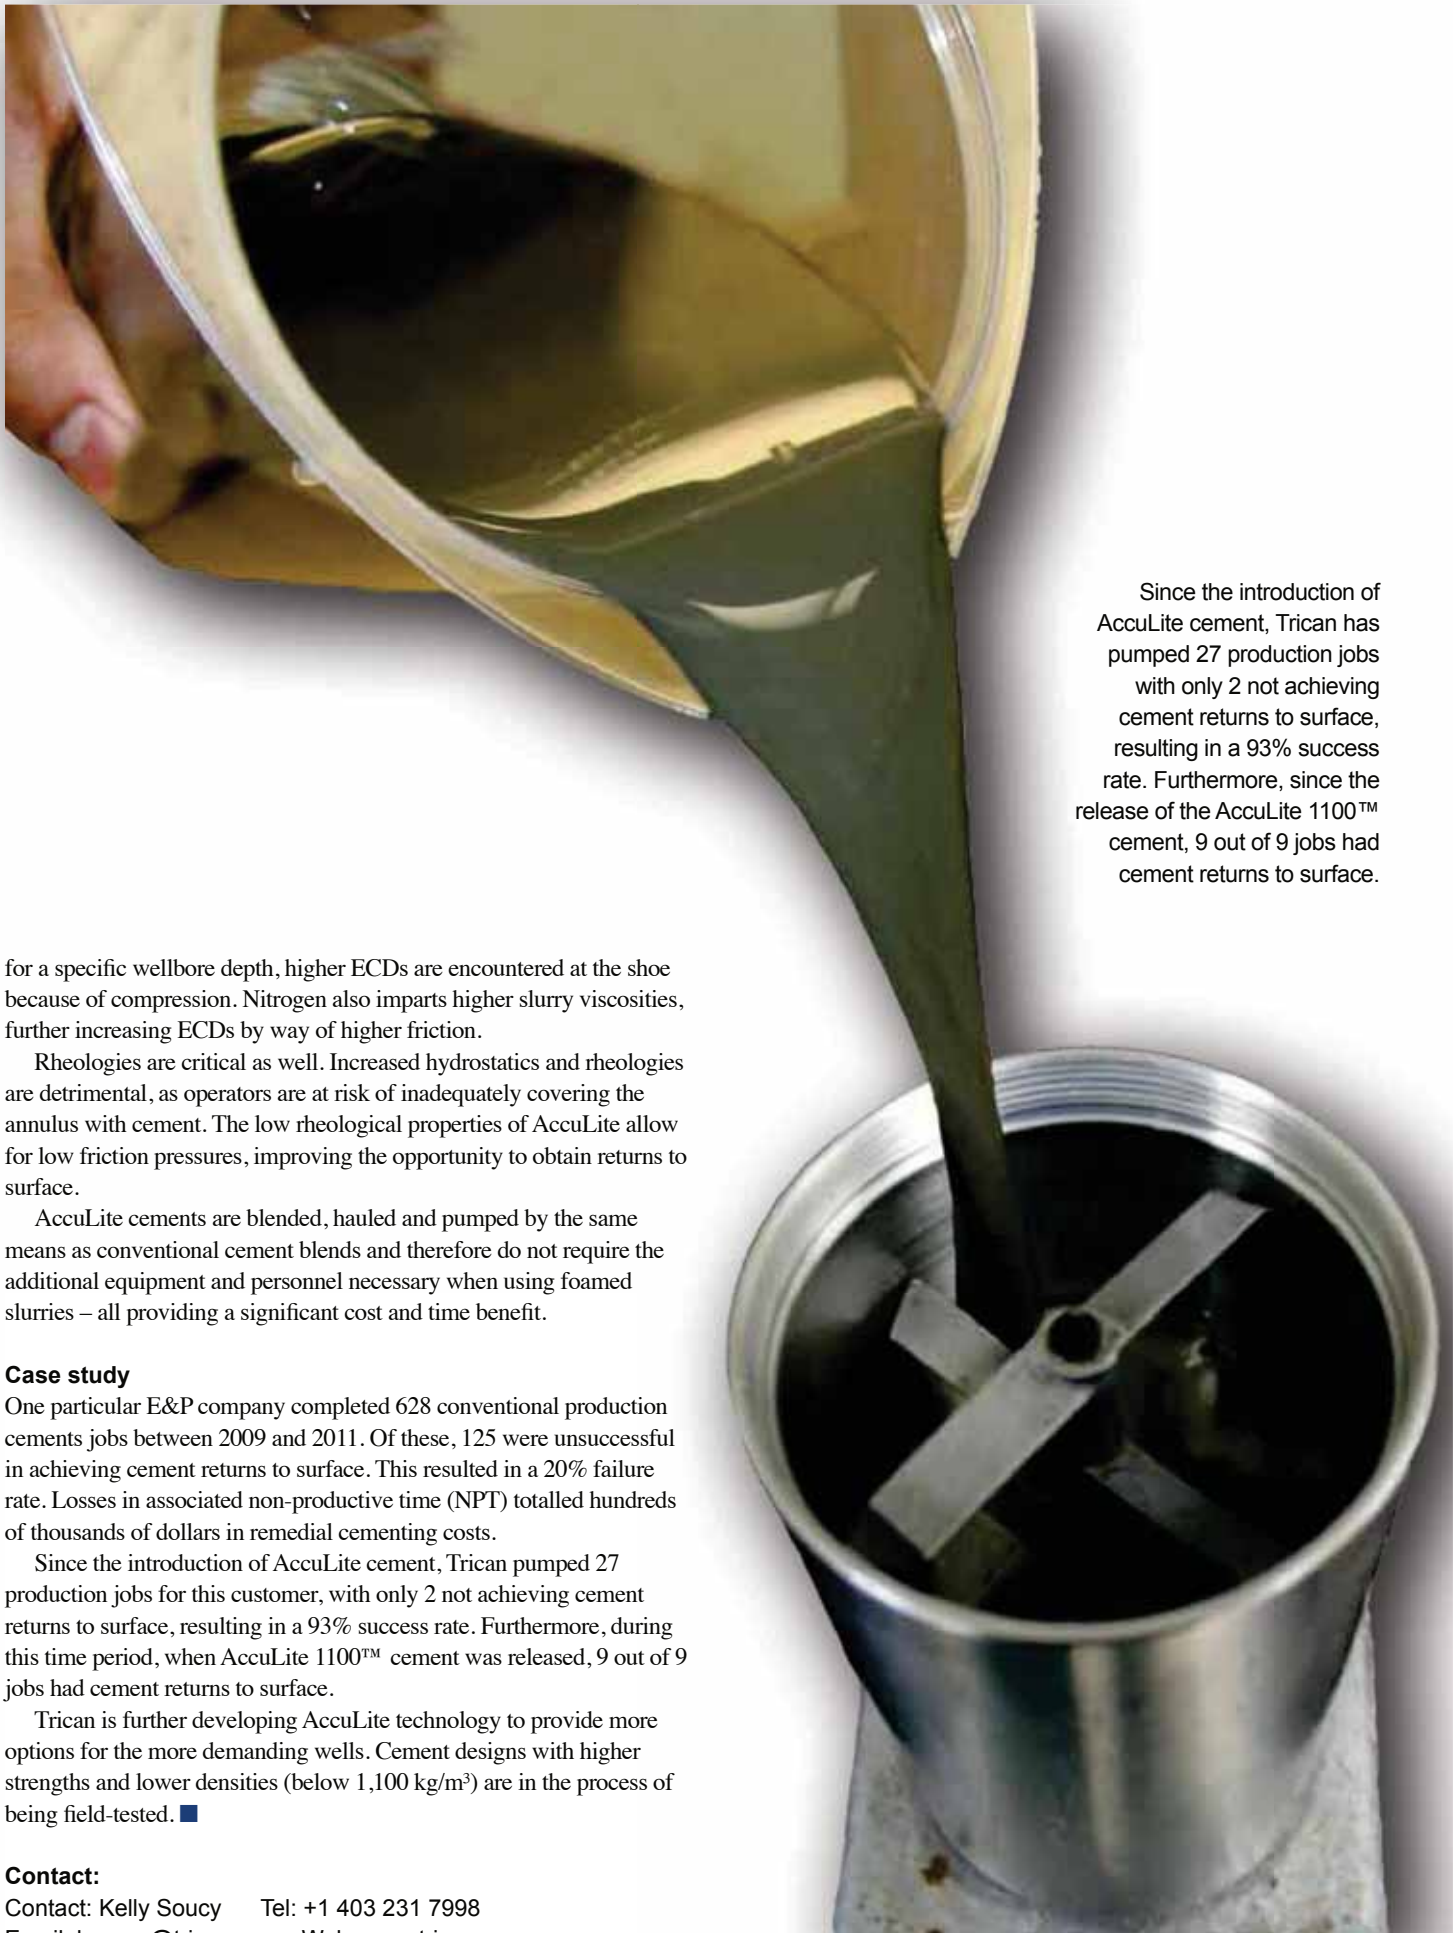 Since the introduction of
AccuLite cement, Trican has
pumped 27 production jobs
with only 2 not achieving
cement returns to surface,
resulting in a 93% success
rate. Furthermore, since the
release of the AccuLite 1100™
cement, 9 out of 9 jobs had
cement returns to surface.
for a specific wellbore depth, higher ECDs are encountered at the shoe
because of compression. Nitrogen also imparts higher slurry viscosities,
further increasing ECDs by way of higher friction.
Rheologies are critical as well. Increased hydrostatics and rheologies
are detrimental, as operators are at risk of inadequately covering the
annulus with cement. The low rheological properties of AccuLite allow
for low friction pressures, improving the opportunity to obtain returns to
surface.
AccuLite cements are blended, hauled and pumped by the same
means as conventional cement blends and therefore do not require the
additional equipment and personnel necessary when using foamed
slurries – all providing a significant cost and time benefit.
Case study
One particular E&P company completed 628 conventional production
cements jobs between 2009 and 2011. Of these, 125 were unsuccessful
in achieving cement returns to surface. This resulted in a 20% failure
rate. Losses in associated non-productive time (NPT) totalled hundreds
of thousands of dollars in remedial cementing costs.
Since the introduction of AccuLite cement, Trican pumped 27
production jobs for this customer, with only 2 not achieving cement
returns to surface, resulting in a 93% success rate. Furthermore, during
this time period, when AccuLite 1100™ cement was released, 9 out of 9
jobs had cement returns to surface.
Trican is further developing AccuLite technology to provide more
options for the more demanding wells. Cement designs with higher
strengths and lower densities (below 1,100 kg/m³) are in the process of
being field-tested. ■
Contact:
Contact: Kelly Soucy Tel: +1 403 231 7998